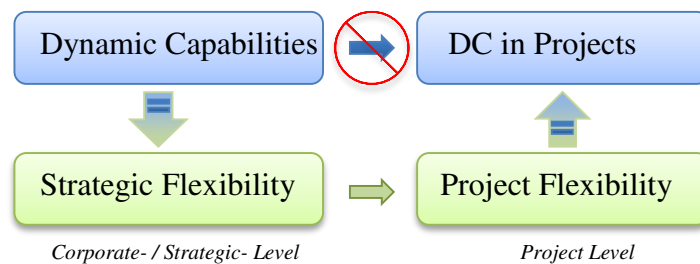 Dynamic Capabilities
DC in Projects
Strategic Flexibility
Project Flexibility
Corporate- / Strategic- Level
Project Level